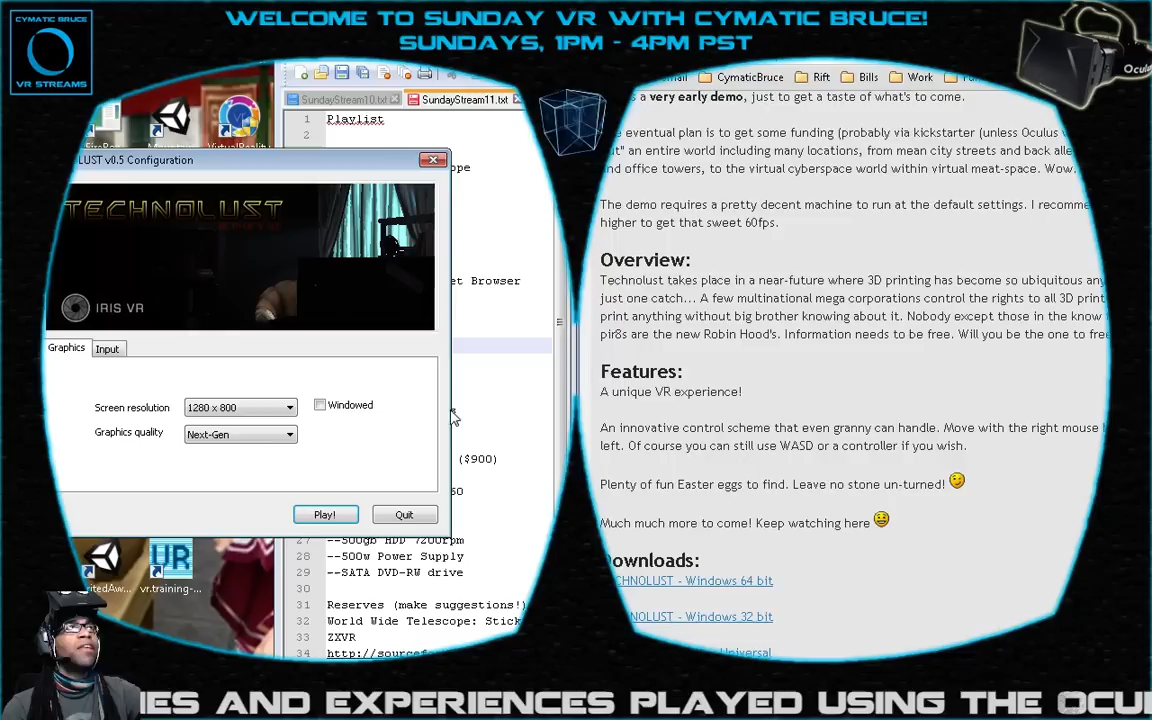 CYMATIC BRUCE
VR STREAMS
WELCOME TO SUNDAY VR WITH CYMATIC BRUCE!
SUNDAYS, 1PM - 4PM PST
SundayStream10.txt
SundayStream11.txt
1 Playlist
2
LUST v0.5 Configuration
TECHNOLUST
IRIS VR
Graphics
Input
Screen resolution
1280 x 800
Windowed
Graphics quality
Next-Gen
Play!
Quit
ope
et Browser
($900)
60
--500gb HDD 7200rpm
28 --500w Power Supply
29 --SATA DVD-RW drive
30
31 Reserves (make suggestions!)
32 World Wide Telescope: Stick
33 ZXVR
34
vr.training-...
CymaticBruce
Rift
Bills
Work
a very early demo, just to get a taste of what's to come.
eventual plan is to get some funding (probably via kickstarter (unless Oculus
an entire world including many locations, from mean city streets and back alle
nd office towers, to the virtual cyberspace world within virtual meat-space. Wow.
The demo requires a pretty decent machine to run at the default settings. I recomme
higher to get that sweet 60fps.
Overview:
Technolust takes place in a near-future where 3D printing has become so ubiquitous any
just one catch... A few multinational mega corporations control the rights to all 3D print
print anything without big brother knowing about it. Nobody except those in the know
pir8s are the new Robin Hood's. Information needs to be free. Will you be the one to fre
Features:
A unique VR experience!
An innovative control scheme that even granny can handle. Move with the right mouse
left. Of course you can still use WASD or a controller if you wish.
Plenty of fun Easter eggs to find. Leave no stone un-turned!
Much much more to come! Keep watching here
ownloads:
CHNOLUST - Windows 64 bit
NOLUST - Windows 32 bit
Universal
IES AND EXPERIENCES PLAYED USING THE OCU